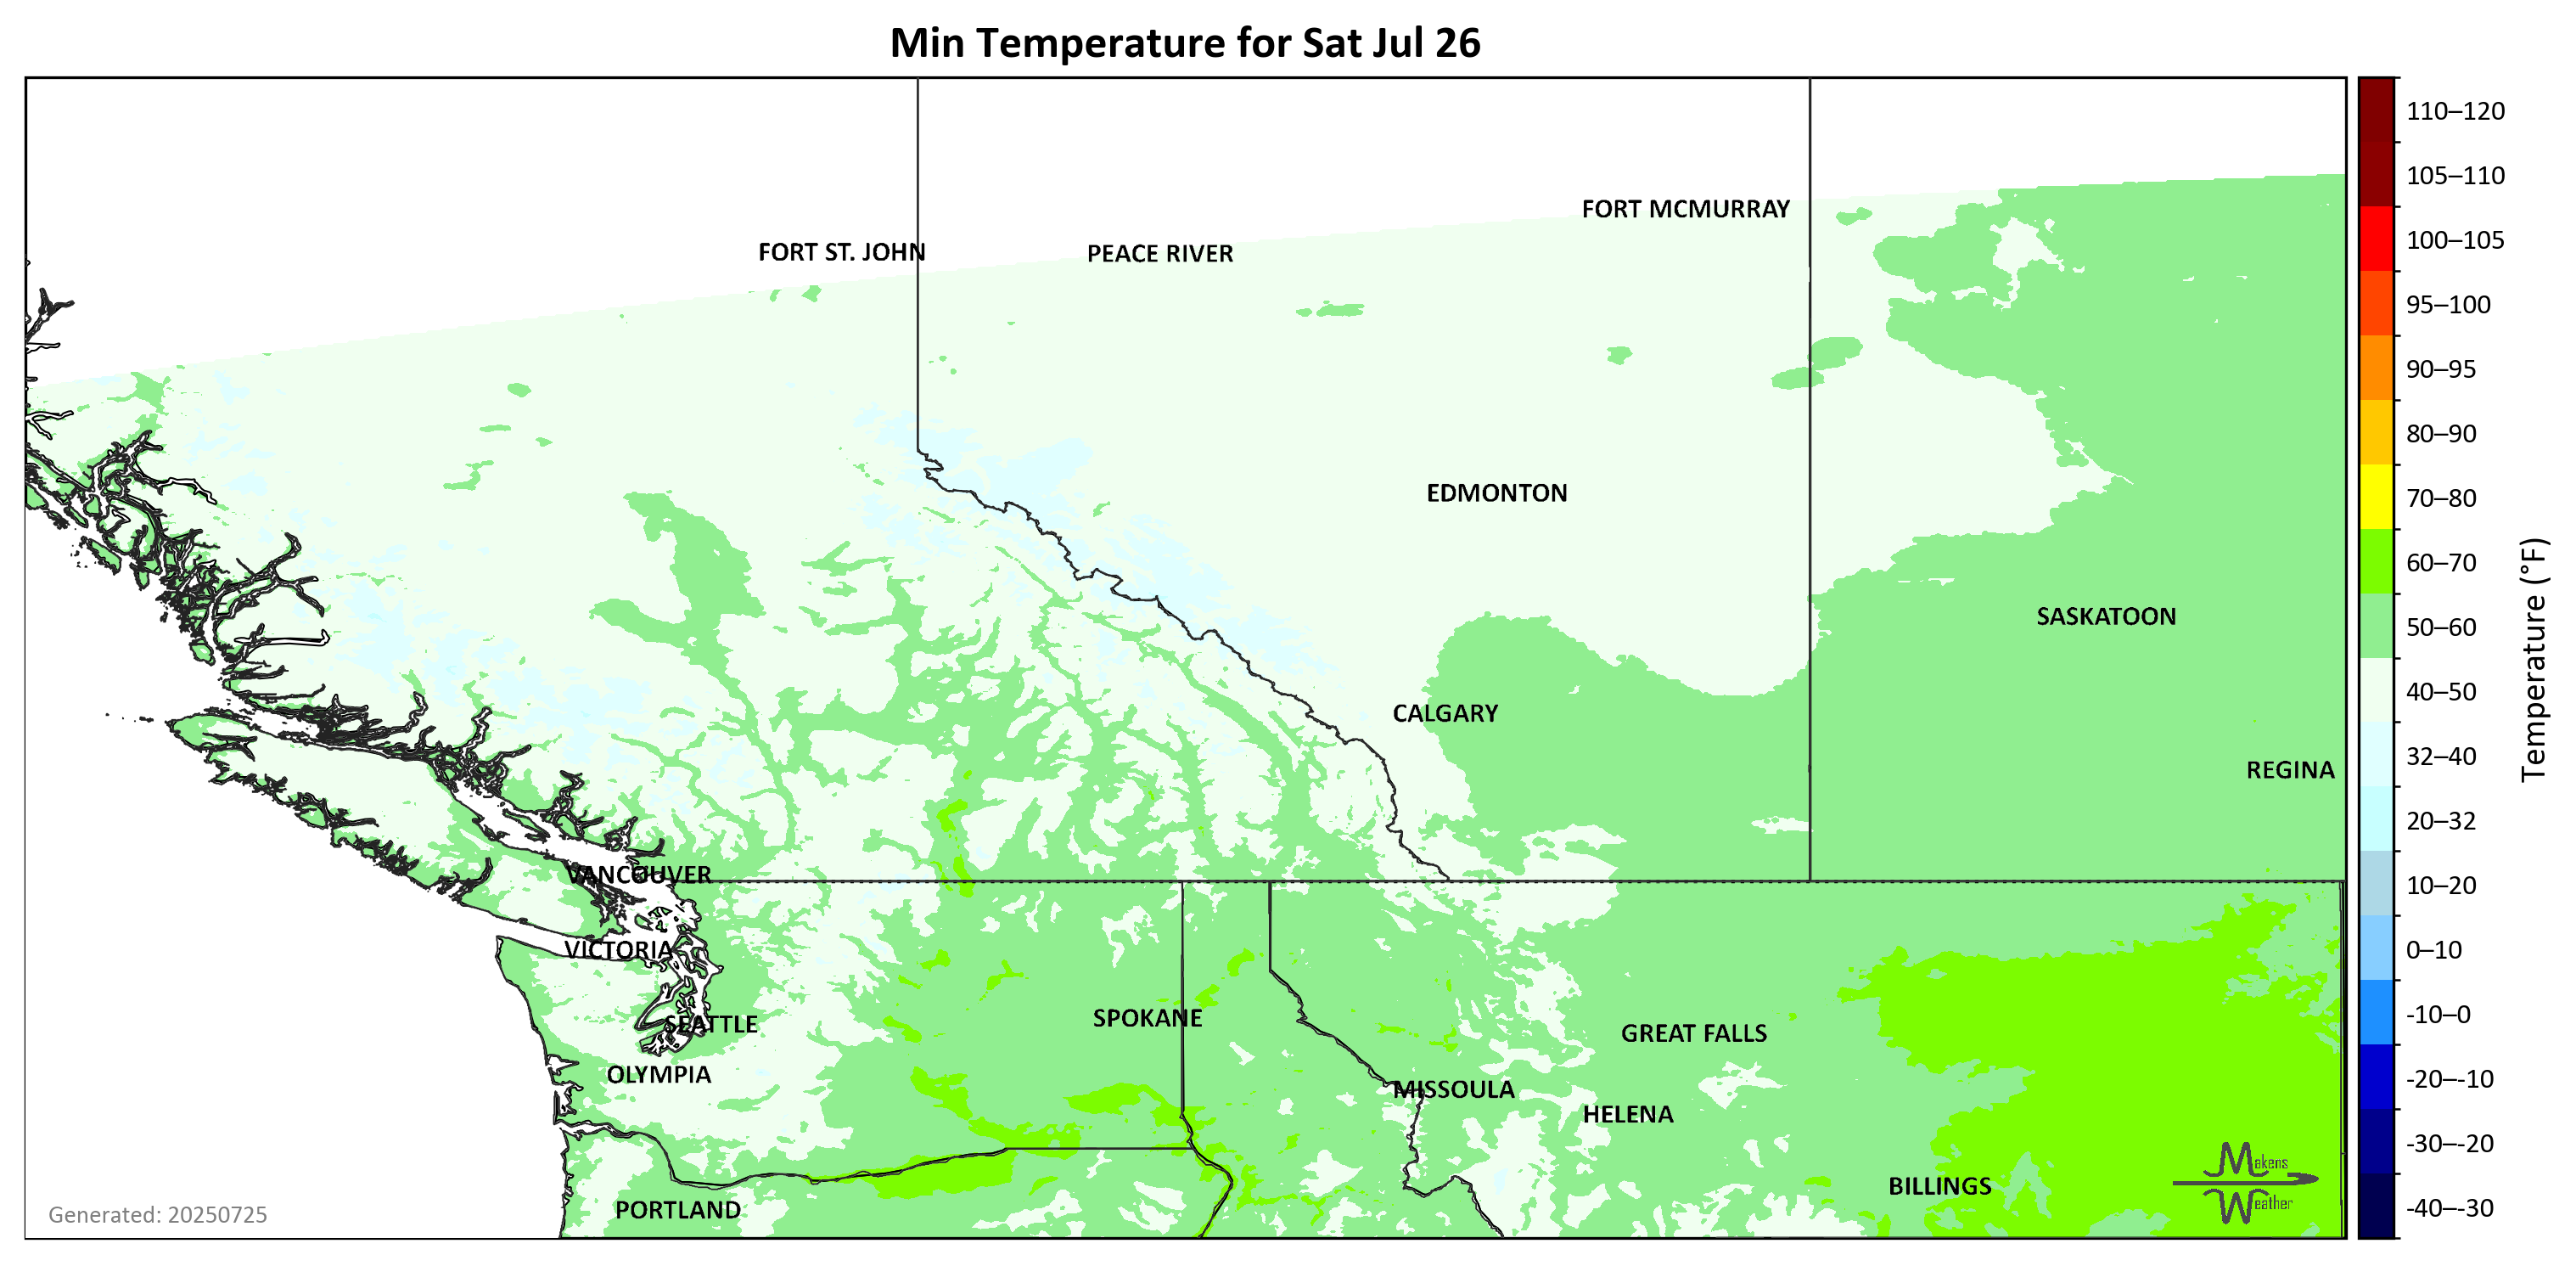 Min Temperature for Sat Jul 26
110–120
105–110
100–105
95–100
90–95
80–90
70–80
60–70
50–60
40–50
32–40
20–32
10–20
0–10
-10–0
-20–-10
-30–-20
-40–-30
Temperature (°F)
FORT MCMURRAY
FORT ST. JOHN
PEACE RIVER
EDMONTON
SASKATOON
CALGARY
REGINA
VANCOUVER
VICTORIA
SEATTLE
SPOKANE
GREAT FALLS
OLYMPIA
MISSOULA
HELENA
BILLINGS
PORTLAND
Makens
Weather
Generated: 20250725